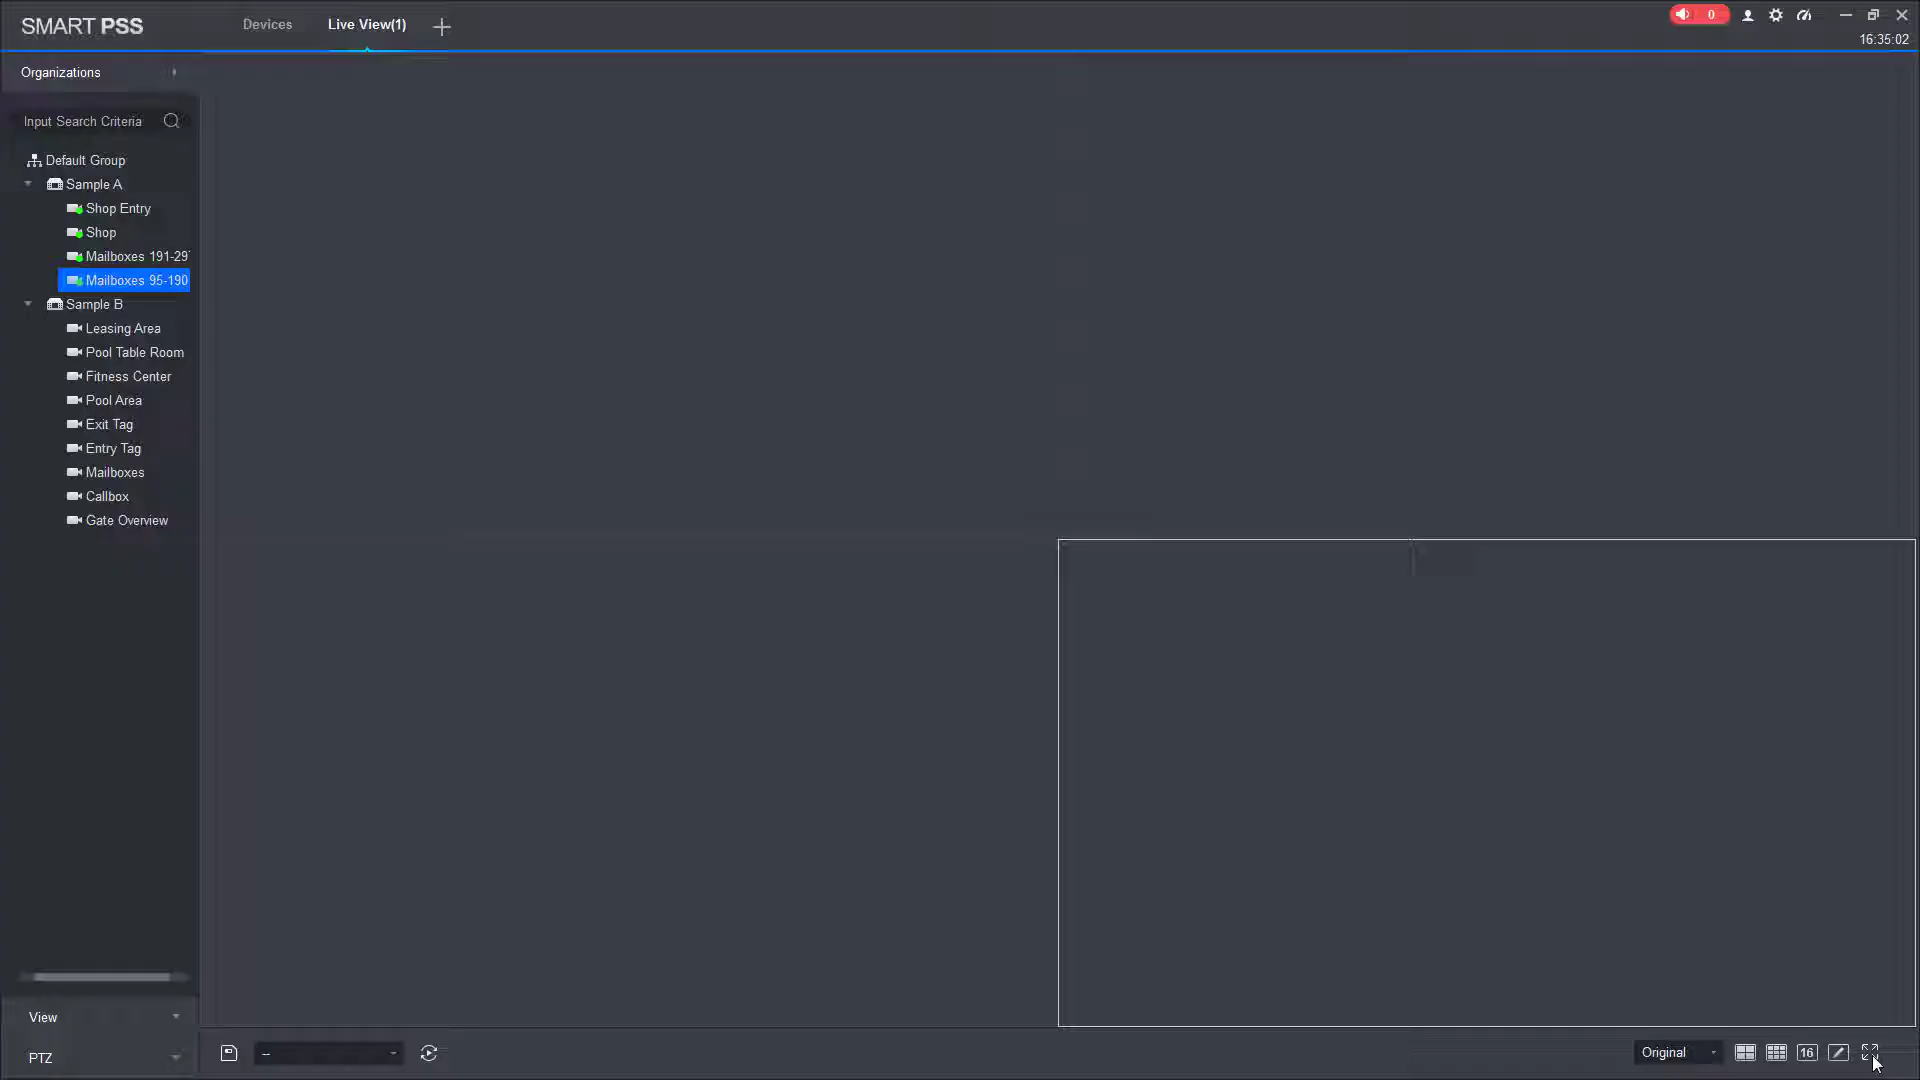 SMART PSS
Devices
Live View(1)
0
16:35:02
Organizations
Input Search Criteria
Default Group
Sample A
Shop Entry
Shop
Mailboxes 191-29
Mailboxes 95-190
Sample B
Leasing Area
Pool Table Room
Fitness Center
Pool Area
Exit Tag
Entry Tag
Mailboxes
Callbox
Gate Overview
View
PTZ
--
Original
16